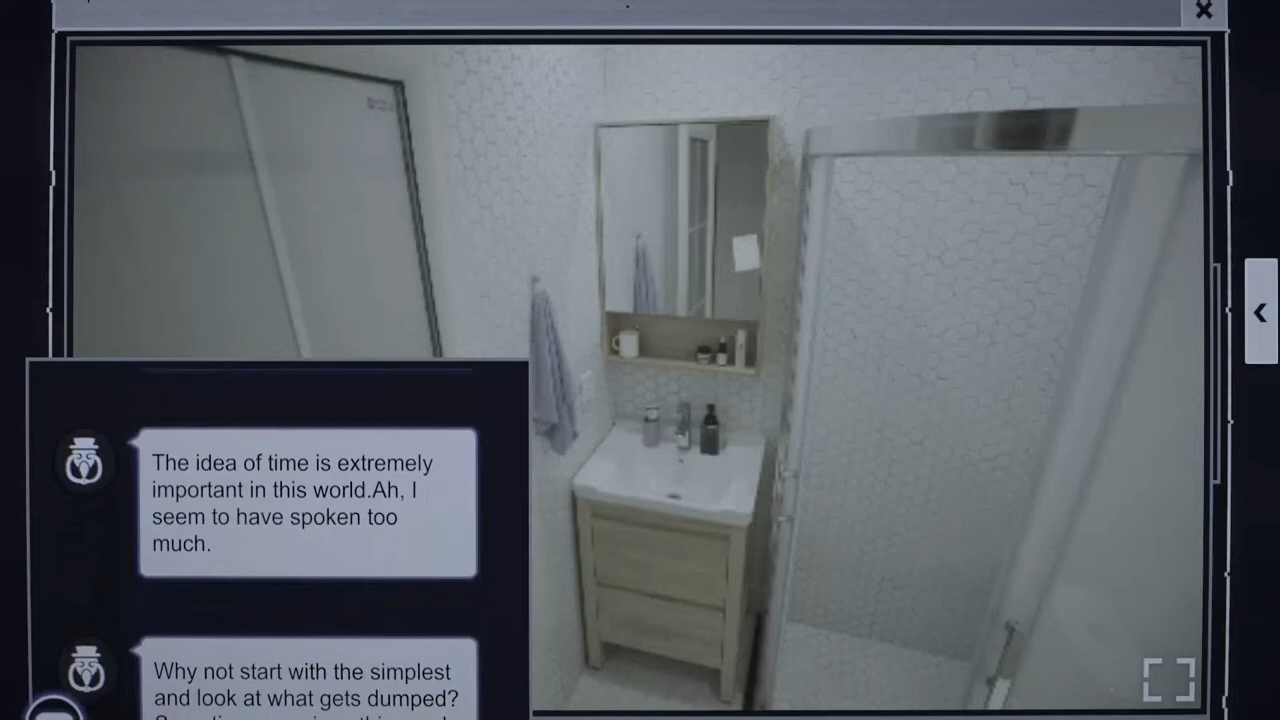 The idea of time is extremely
important in this world.Ah, I
seem to have spoken too
much.
Why not start with the simplest
and look at what gets dumped?